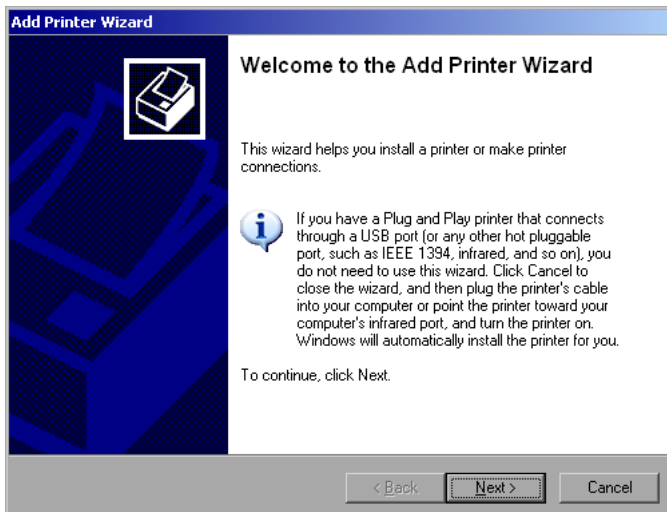 Add Printer Wizard
Welcome to the Add Printer Wizard
This wizard helps you install a printer or make printer
connections.
If you have a Plug and Play printer that connects
through a USB port (or any other hot pluggable
port, such as IEEE 1394, infrared, and so on), you
do not need to use this wizard. Click Cancel to
close the wizard, and then plug the printer's cable
into your computer or point the printer toward your
computer's infrared port, and turn the printer on.
Windows will automatically install the printer for you.
To continue, click Next.
< Back Next > Cancel